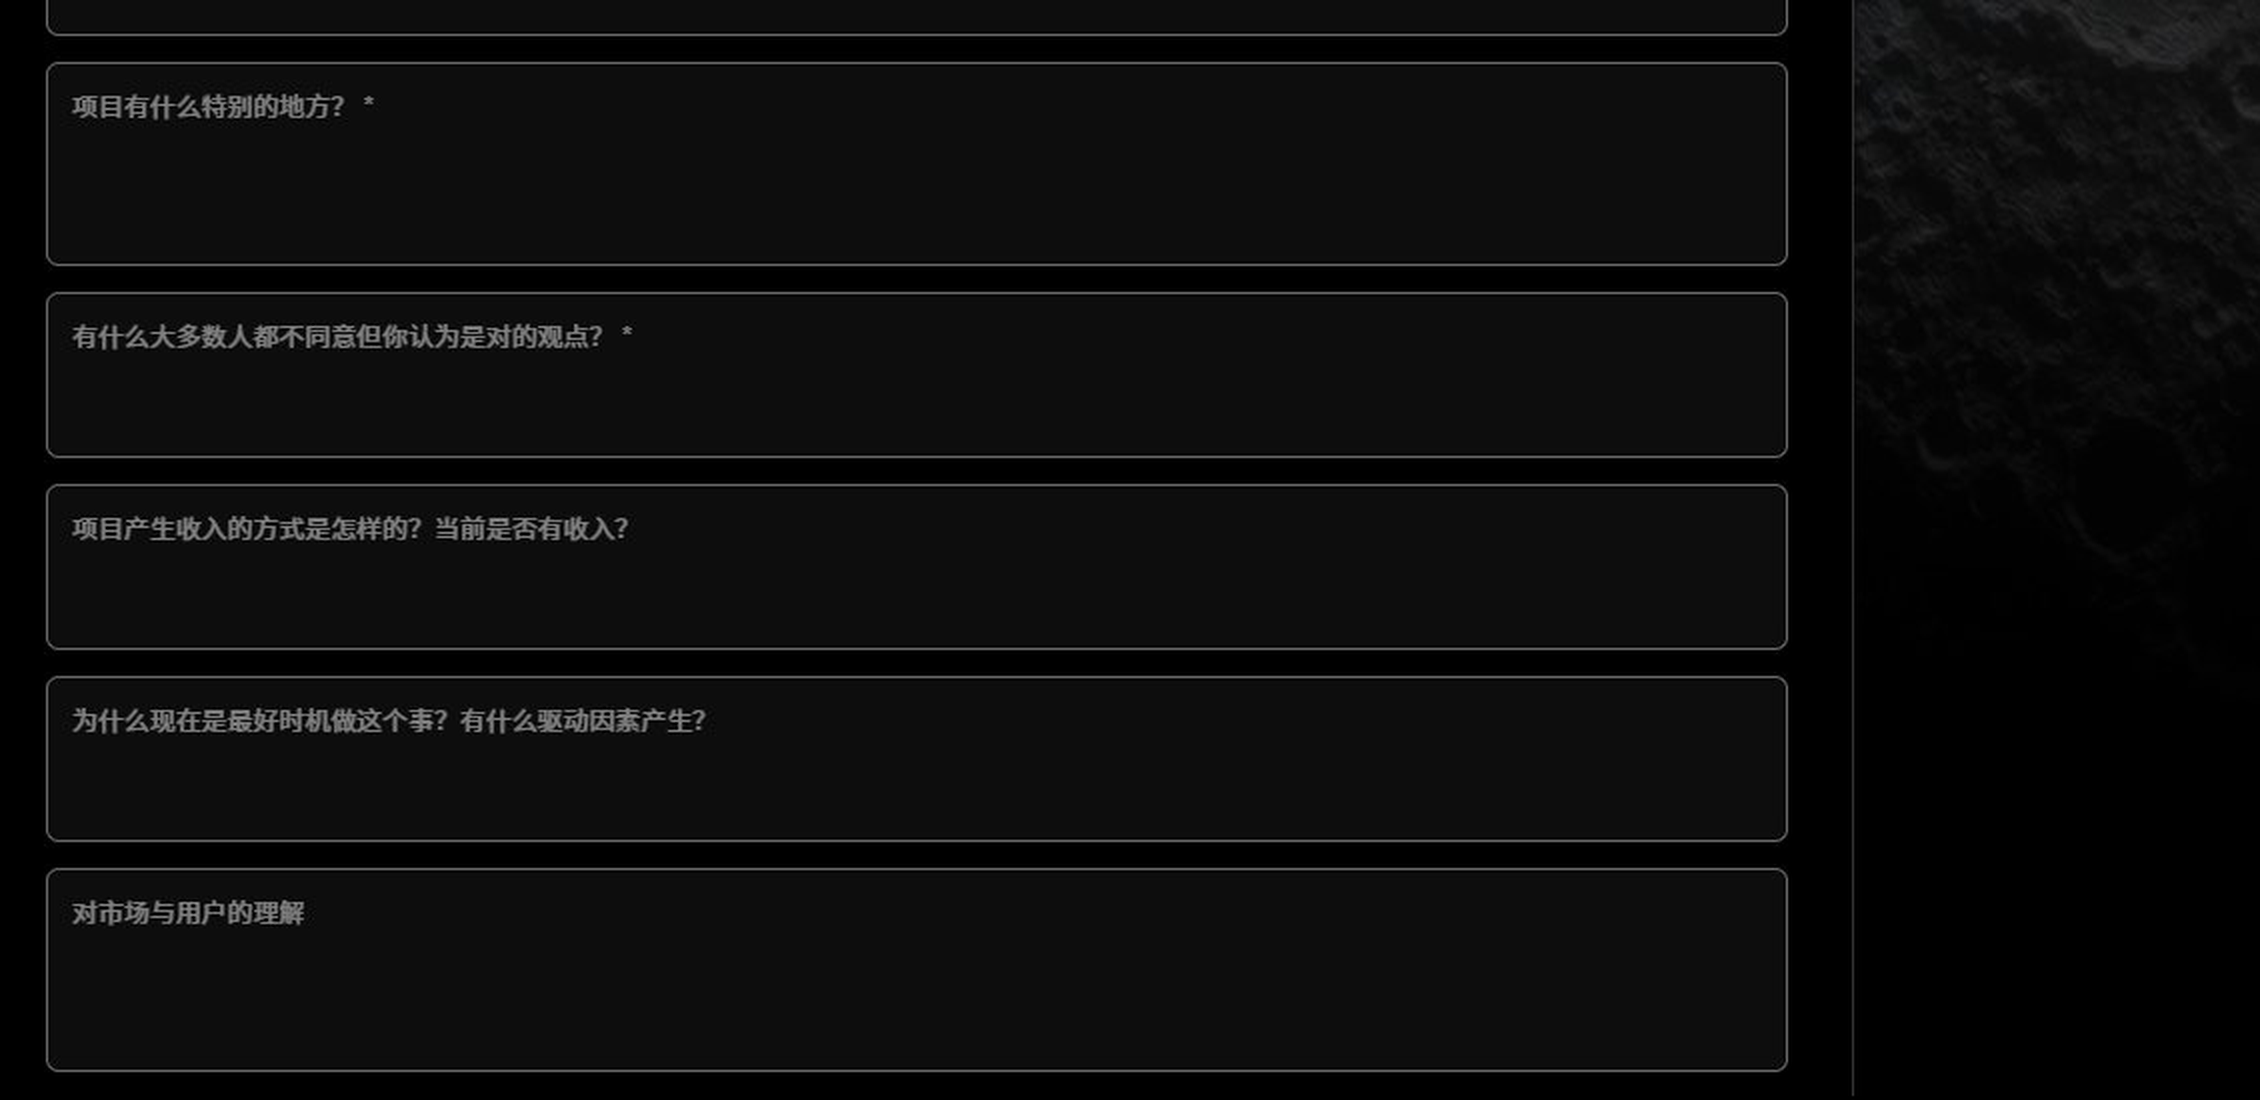 项目有什么特别的地方？ *
有什么大多数人都不同意但你认为是对的观点？ *
项目产生收入的方式是怎样的？当前是否有收入？
为什么现在是最好时机做这个事？有什么驱动因素产生？
对市场与用户的理解